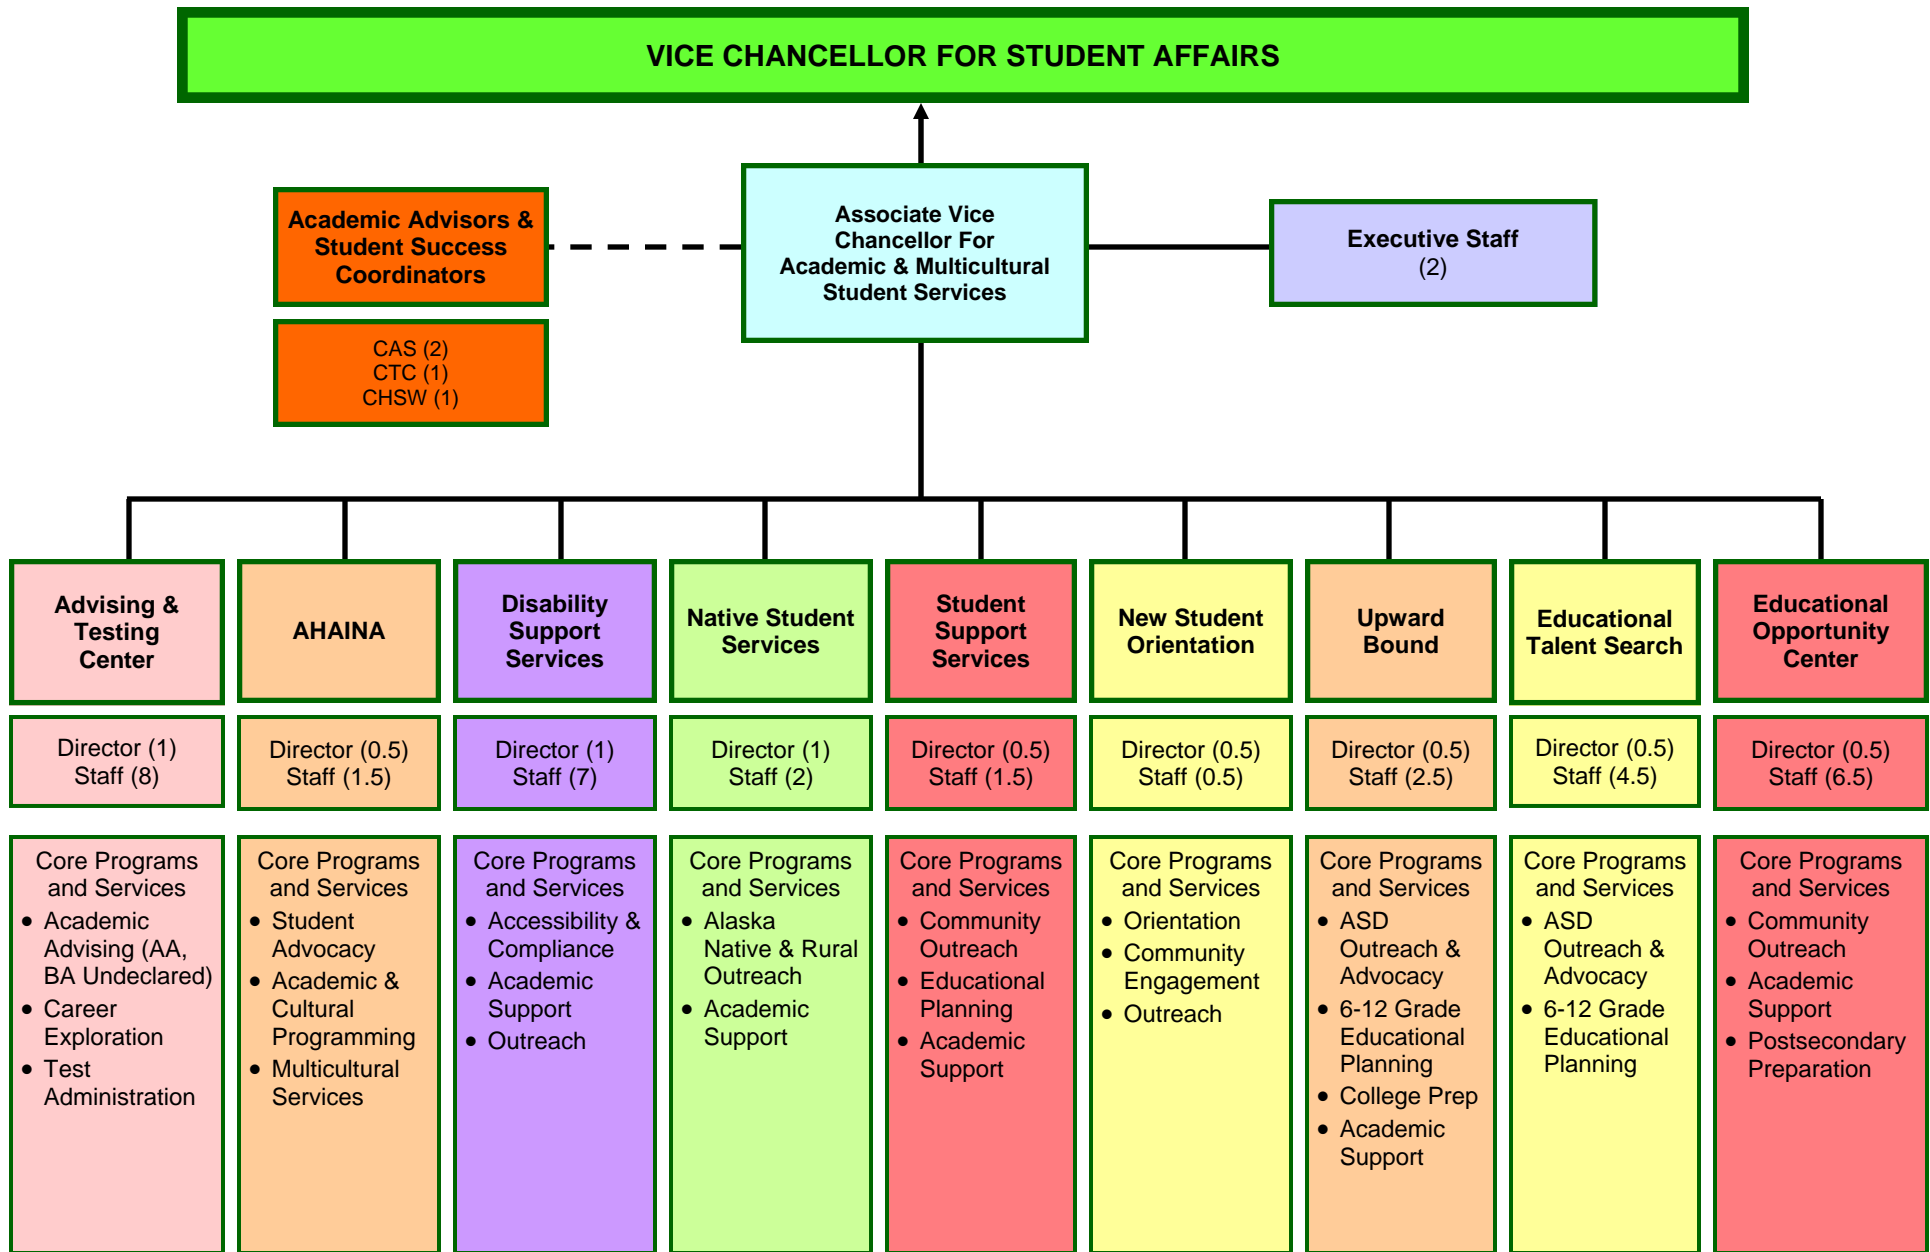 VICE CHANCELLOR FOR STUDENT AFFAIRS
Academic Advisors &
Student Success
Coordinators
CAS (2)
CTC (1)
CHSW (1)
Associate Vice
Chancellor For
Academic & Multicultural
Student Services
Executive Staff
(2)
Advising &
Testing
Center
Director (1)
Staff (8)
Core Programs
and Services
• Academic
Advising (AA,
BA Undeclared)
• Career
Exploration
• Test
Administration
AHAINA
Director (0.5)
Staff (1.5)
Core Programs
and Services
• Student
Advocacy
• Academic &
Cultural
Programming
• Multicultural
Services
Disability
Support
Services
Director (1)
Staff (7)
Core Programs
and Services
• Accessibility &
Compliance
• Academic
Support
• Outreach
Native Student
Services
Director (1)
Staff (2)
Core Programs
and Services
• Alaska
Native & Rural
Outreach
• Academic
Support
Student
Support
Services
Director (0.5)
Staff (1.5)
Core Programs
and Services
• Community
Outreach
• Educational
Planning
• Academic
Support
New Student
Orientation
Director (0.5)
Staff (0.5)
Core Programs
and Services
• Orientation
• Community
Engagement
• Outreach
Upward
Bound
Director (0.5)
Staff (2.5)
Core Programs
and Services
• ASD
Outreach &
Advocacy
• 6-12 Grade
Educational
Planning
• College Prep
• Academic
Support
Educational
Talent Search
Director (0.5)
Staff (4.5)
Core Programs
and Services
• ASD
Outreach &
Advocacy
• 6-12 Grade
Educational
Planning
Educational
Opportunity
Center
Director (0.5)
Staff (6.5)
Core Programs
and Services
• Community
Outreach
• Academic
Support
• Postsecondary
Preparation